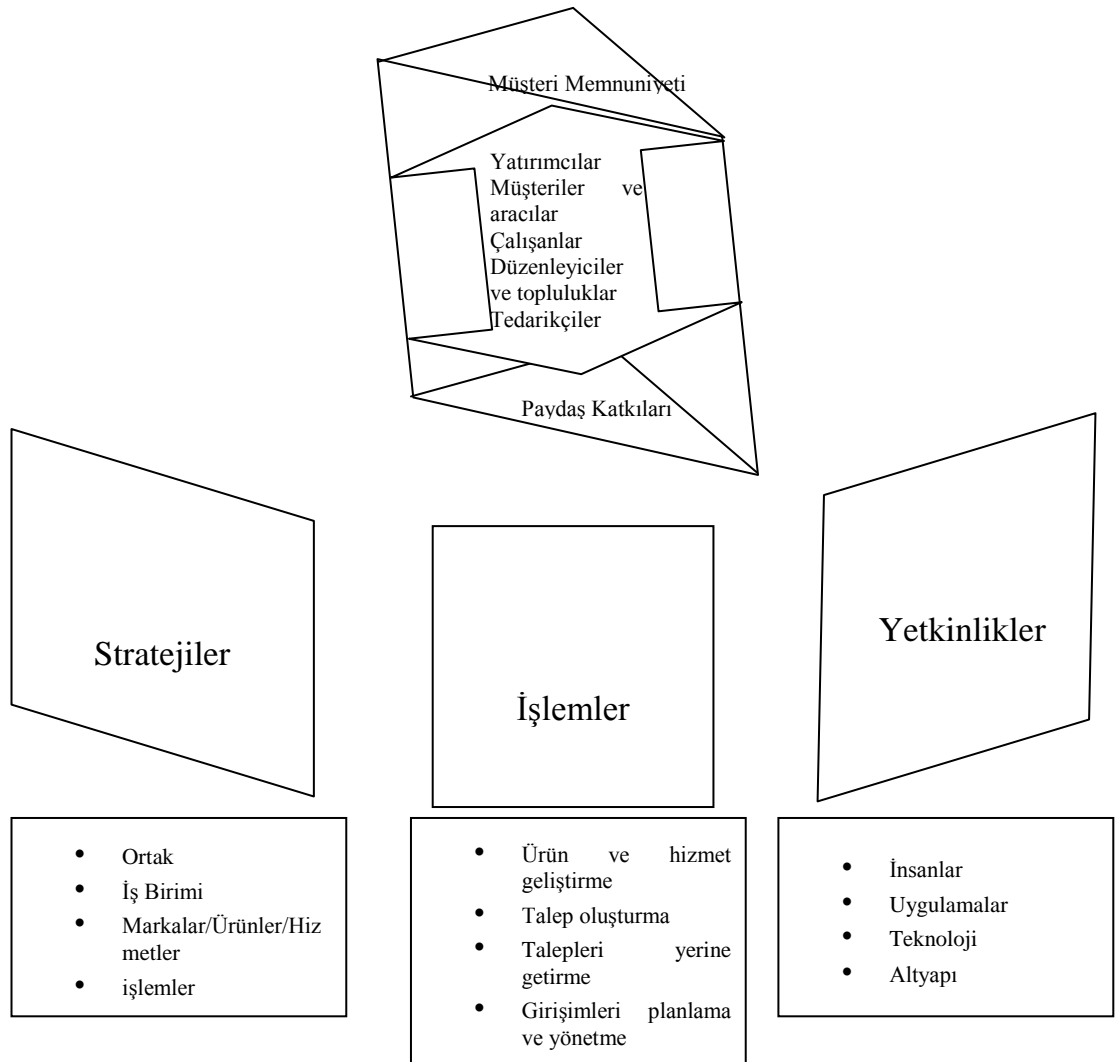 Müşteri Memnuniyeti
Yatırımcılar
Müşteriler ve
aracılar
Çalışanlar
Düzenleyiciler
ve topluluklar
Tedarikçiler
Paydaş Katkıları
Stratejiler
İşlemler
Yetkinlikler
• Ortak
• İş Birimi
• Markalar/Ürünler/Hiz
metler
• işlemler
• Ürün ve hizmet
geliştirme
• Talep oluşturma
• Talepleri yerine
getirme
• Girişimleri planlama
ve yönetme
• İnsanlar
• Uygulamalar
• Teknoloji
• Altyapı